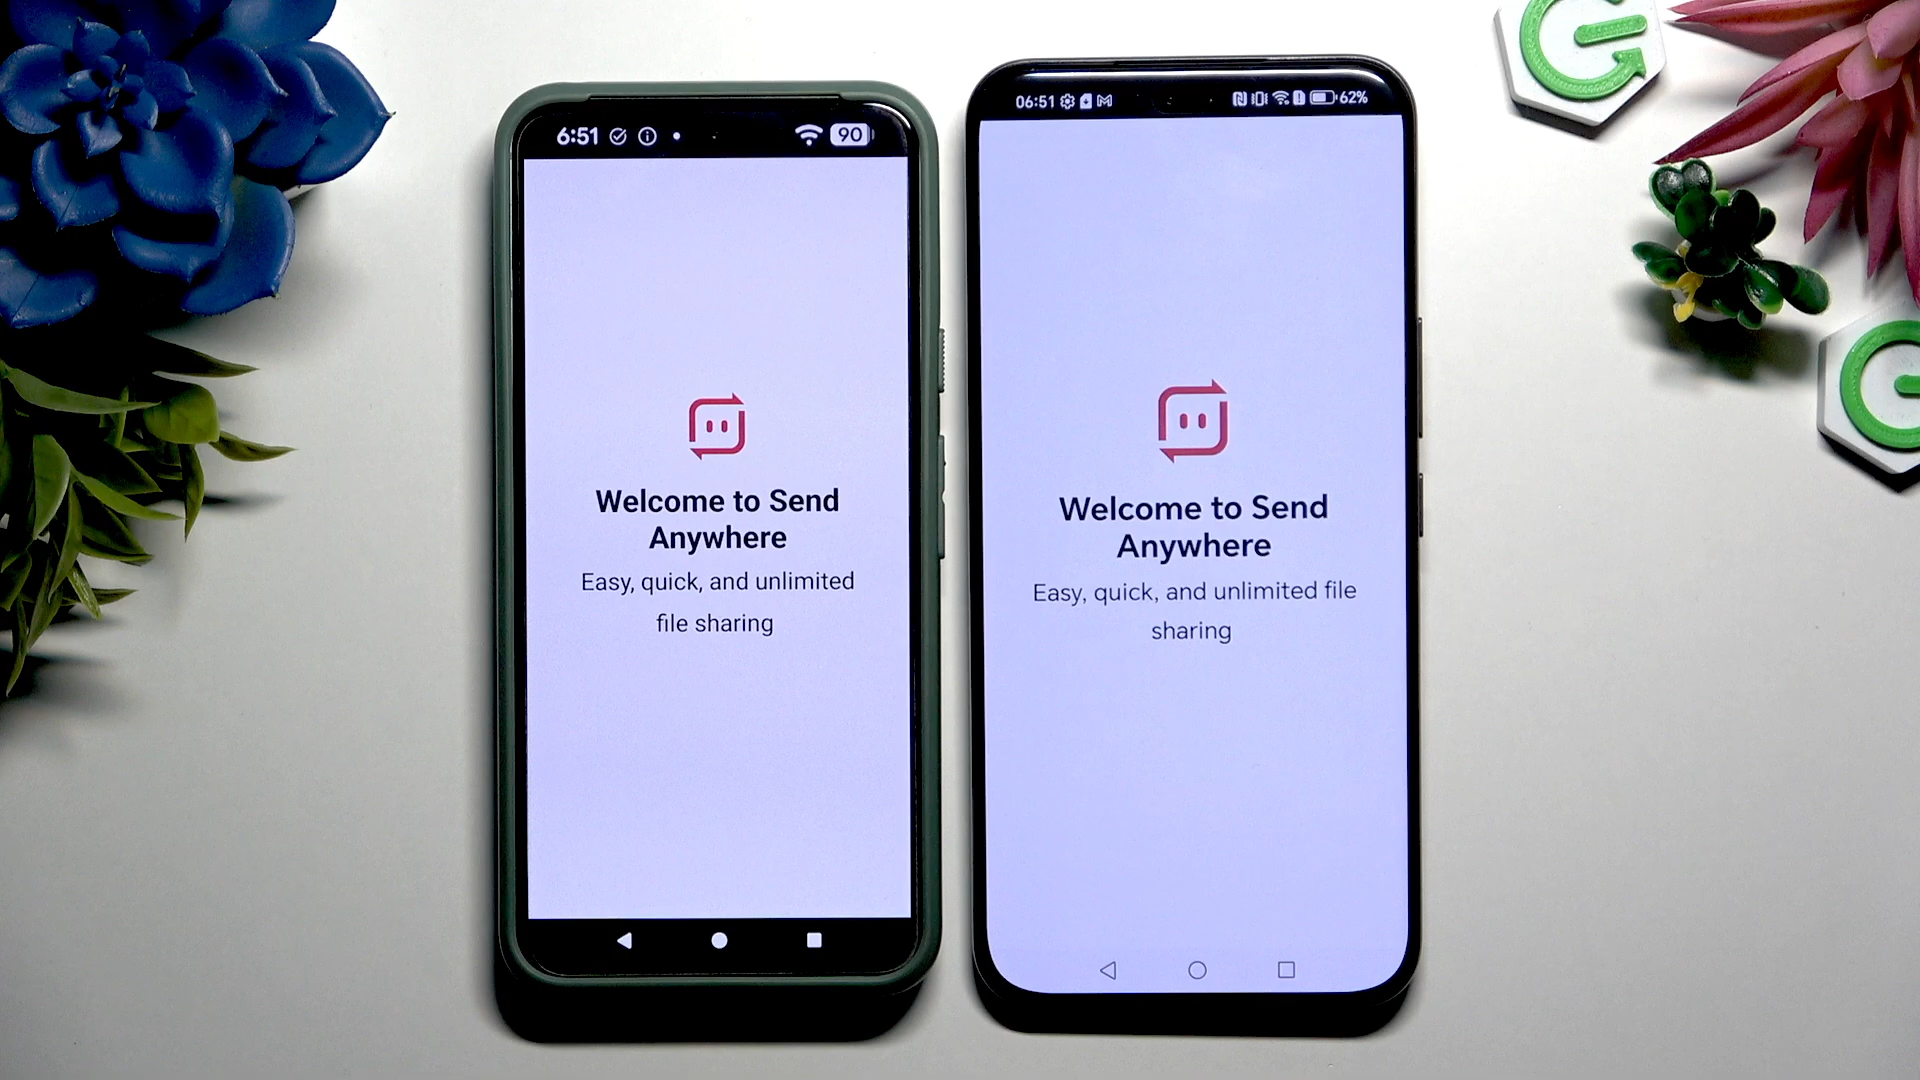 6:51
90
Welcome to Send
Anywhere
Easy, quick, and unlimited
file sharing
06:51
62%
Welcome to Send
Anywhere
Easy, quick, and unlimited file
sharing